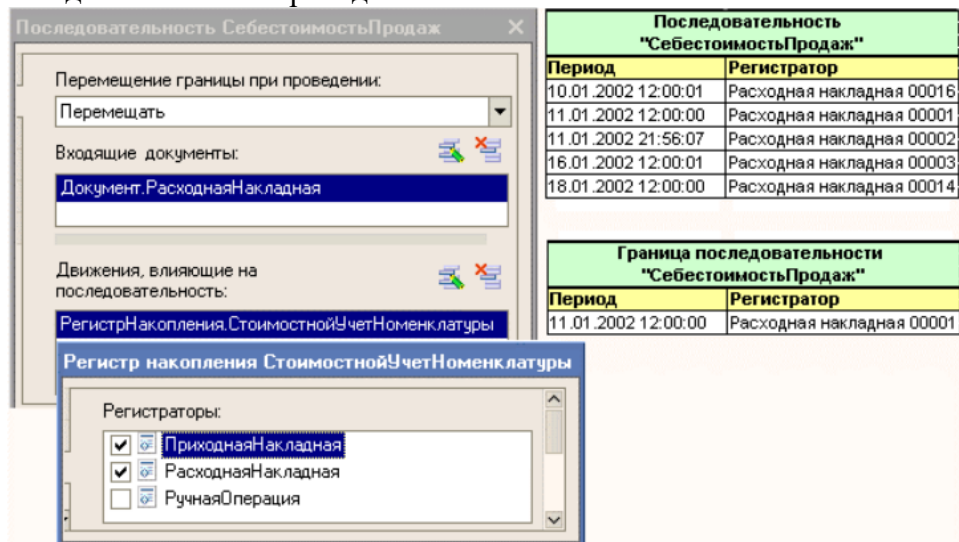 Последовательность СебестоимостьПродаж
Перемещение границы при проведении:
Перемещать
Входящие документы:
Документ.РасходнаяНакладная
Движения, влияющие на
последовательность:
РегистрНакопления.СтоимостнойУчетНоменклатуры
Регистр накопления СтоимостнойУчетНоменклатуры
Регистраторы:
ПриходнаяНакладная
РасходнаяНакладная
РучнаяОперация
Последовательность
"СебестоимостьПродаж"
Период Регистратор
10.01.2002 12:00:01 Расходная накладная 00016
11.01.2002 12:00:00 Расходная накладная 00001
11.01.2002 21:56:07 Расходная накладная 00002
16.01.2002 12:00:01 Расходная накладная 00003
18.01.2002 12:00:00 Расходная накладная 00014
Граница последовательности
"СебестоимостьПродаж"
Период Регистратор
11.01.2002 12:00:00 Расходная накладная 00001